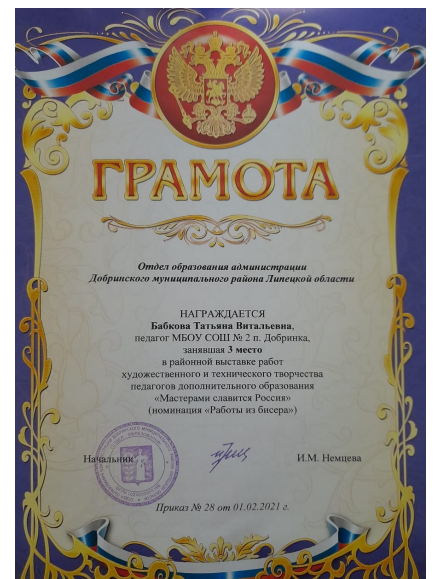 ГРАМОТА
Отдел образования администрации
Добринского муниципального района Липецкой области
НАГРАЖДАЕТСЯ
Бабкова Татьяна Витальевна,
педагог МБОУ СОШ № 2 п. Добринка,
занявшая 3 место
в районной выставке работ
художественного и технического творчества
педагогов дополнительного образования
«Мастерами славится Россия»
(номинация «Работы из бисера»)
Начальник И.М. Немцева
Приказ № 28 от 01.02.2021 г.